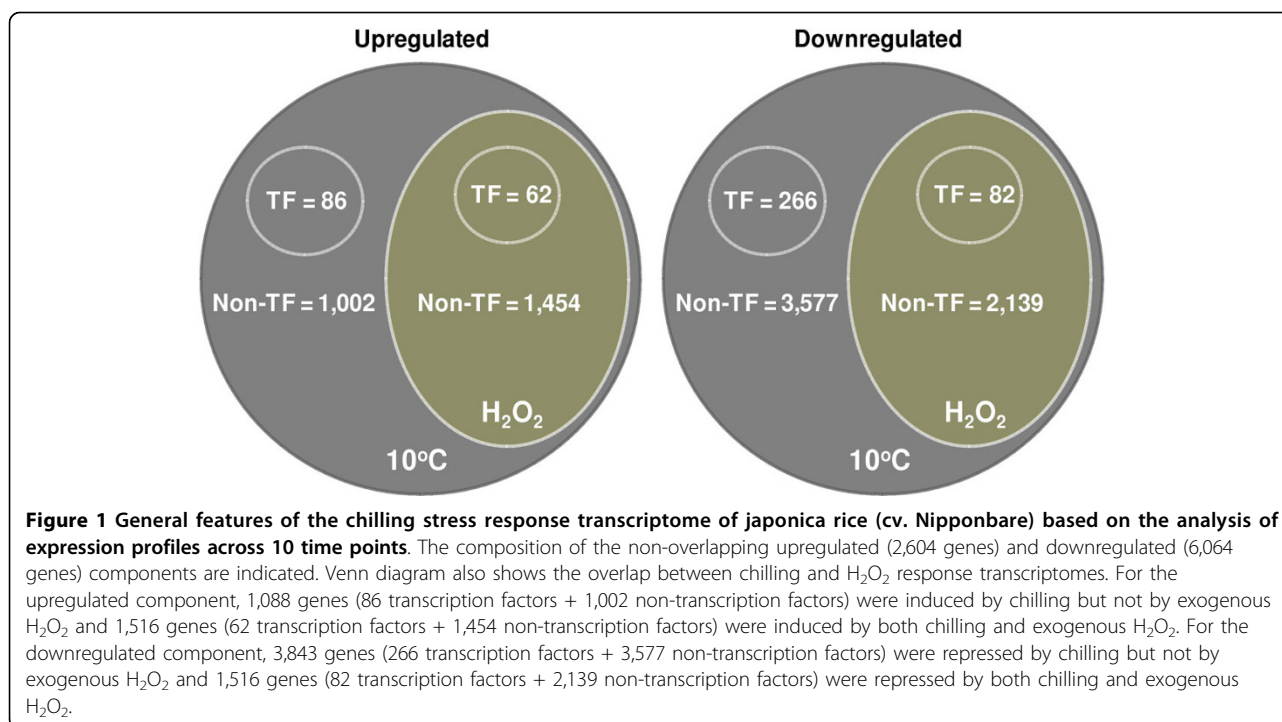 Upregulated
Downregulated
TF = 86
TF = 62
Non-TF = 1,002
Non-TF = 1,454
H₂O₂
10°C
TF = 266
TF = 82
Non-TF = 3,577
Non-TF = 2,139
H₂O₂
10°C
Figure 1 General features of the chilling stress response transcriptome of japonica rice (cv. Nipponbare) based on the analysis of
expression profiles across 10 time points. The composition of the non-overlapping upregulated (2,604 genes) and downregulated (6,064
genes) components are indicated. Venn diagram also shows the overlap between chilling and H₂O₂ response transcriptomes. For the
upregulated component, 1,088 genes (86 transcription factors + 1,002 non-transcription factors) were induced by chilling but not by exogenous
H₂O₂ and 1,516 genes (62 transcription factors + 1,454 non-transcription factors) were induced by both chilling and exogenous H₂O₂. For the
downregulated component, 3,843 genes (266 transcription factors + 3,577 non-transcription factors) were repressed by chilling but not by
exogenous H₂O₂ and 1,516 genes (82 transcription factors + 2,139 non-transcription factors) were repressed by both chilling and exogenous
H₂O₂.